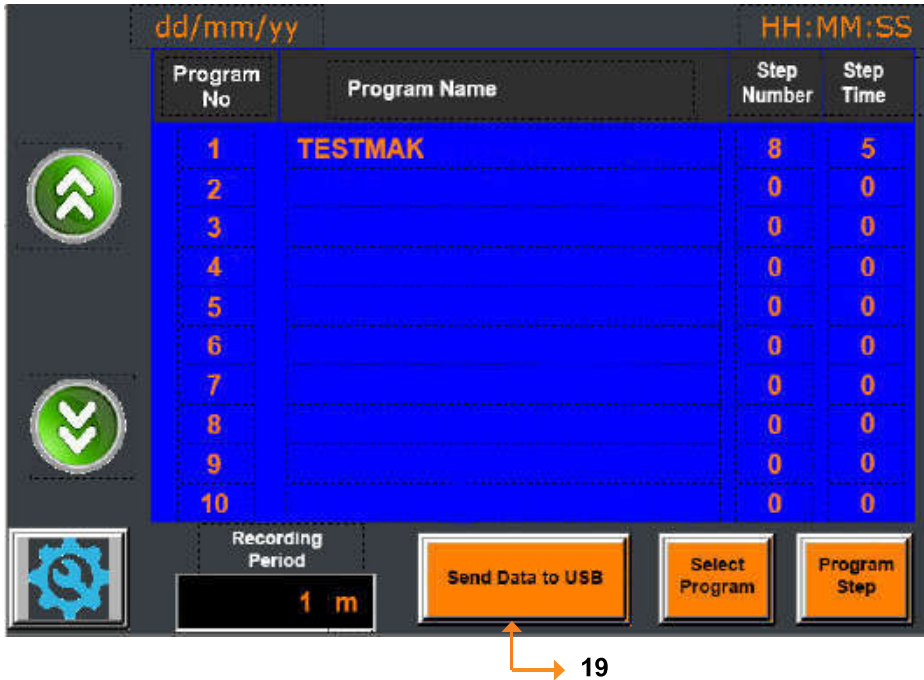 dd/mm/yy HH:MM:SS
Program No Program Name Step Number Step Time
1 TESTMAK 8 5
2 0 0
3 0 0
4 0 0
5 0 0
6 0 0
7 0 0
8 0 0
9 0 0
10 0 0
Recording
Period
1 m
Send Data to USB
Select
Program
Program
Step
19